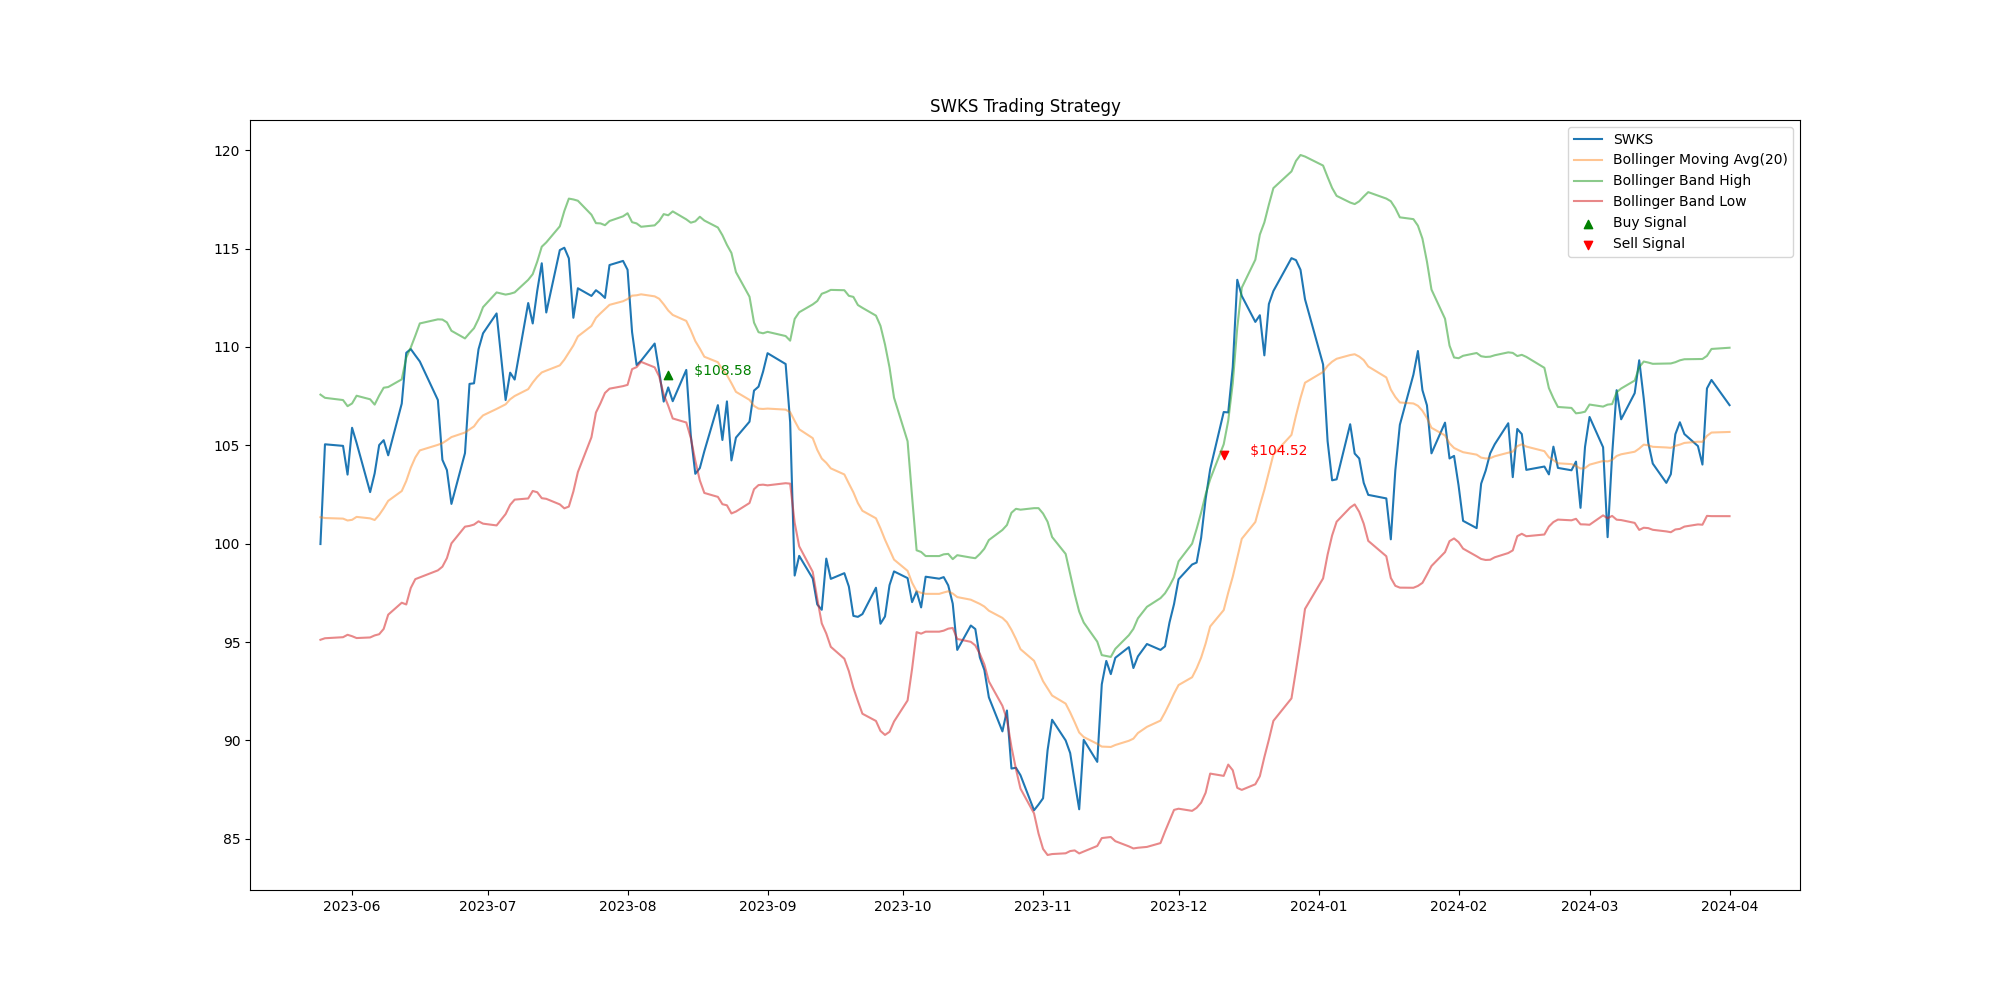 SWKS Trading Strategy
SWKS
Bollinger Moving Avg(20)
Bollinger Band High
Bollinger Band Low
Buy Signal
Sell Signal
120
115
110
105
100
95
90
85
$108.58
$104.52
2023-06 2023-07 2023-08 2023-09 2023-10 2023-11 2023-12 2024-01 2024-02 2024-03 2024-04